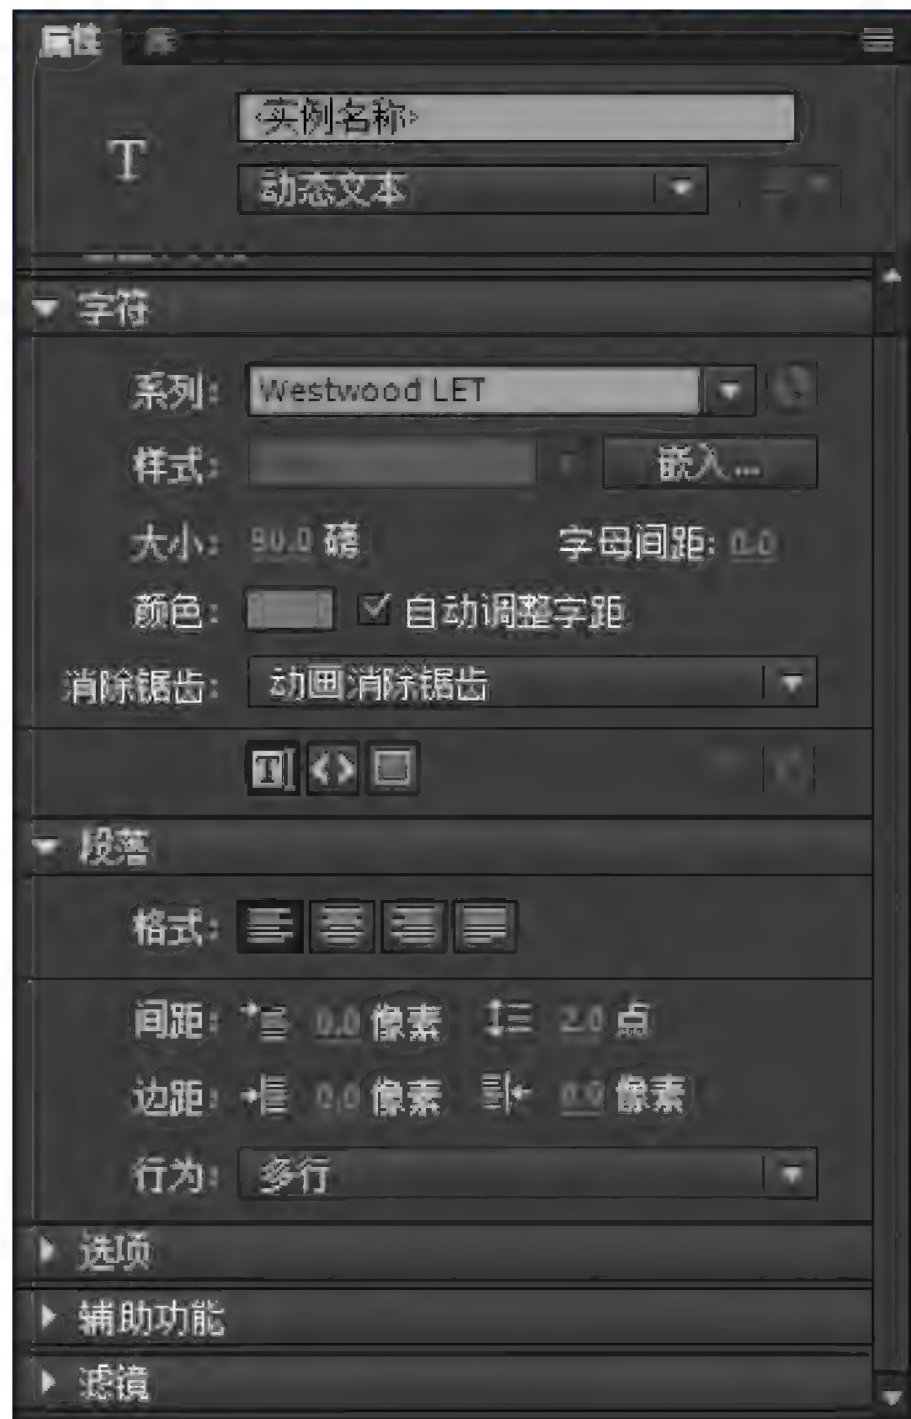 属性 库
<实例名称>
动态文本
字符
系列: Westwood LET
样式: 嵌入...
大小: 90.0 磅 字母间距: 0.0
颜色: 自动调整字距
消除锯齿: 动画消除锯齿
段落
格式:
间距: 0.0 像素 2.0 点
边距: 0.0 像素 0.0 像素
行为: 多行
选项
辅助功能
滤镜